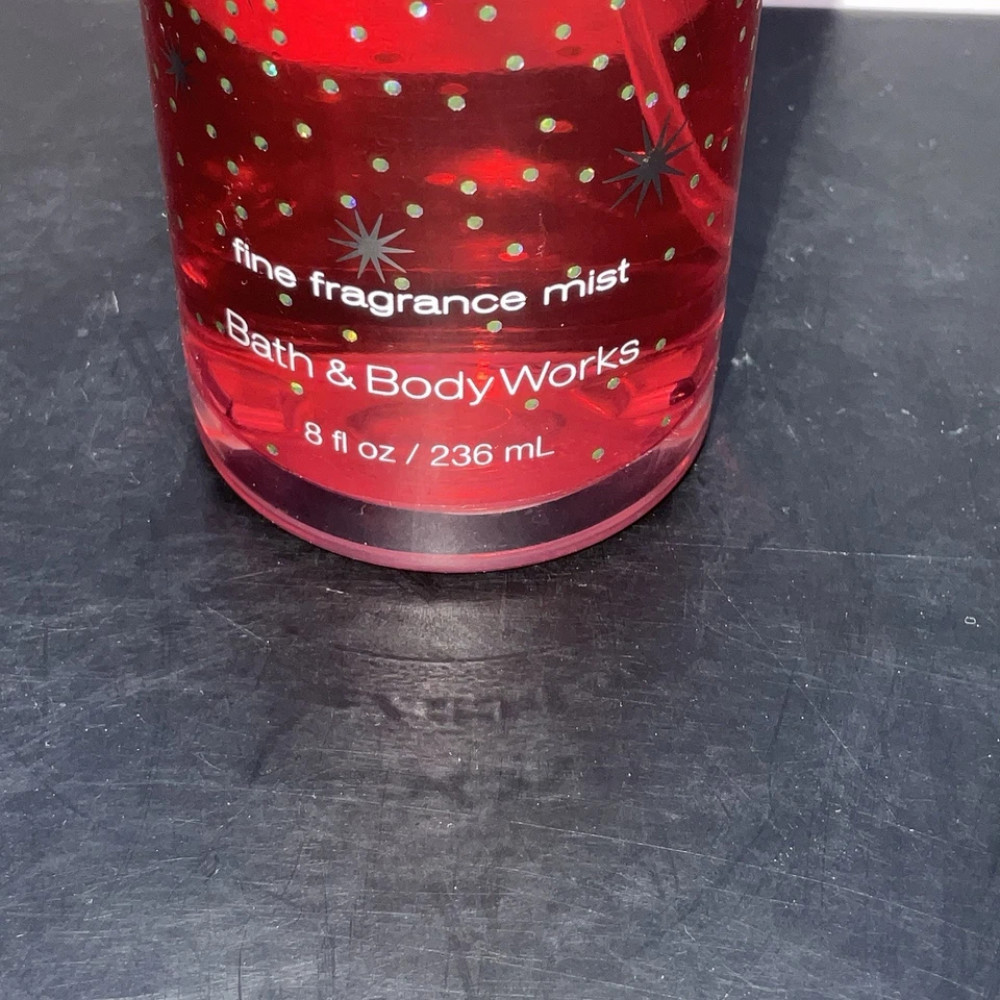 fine fragrance mist
Bath & Body Works
8 fl oz / 236 mL